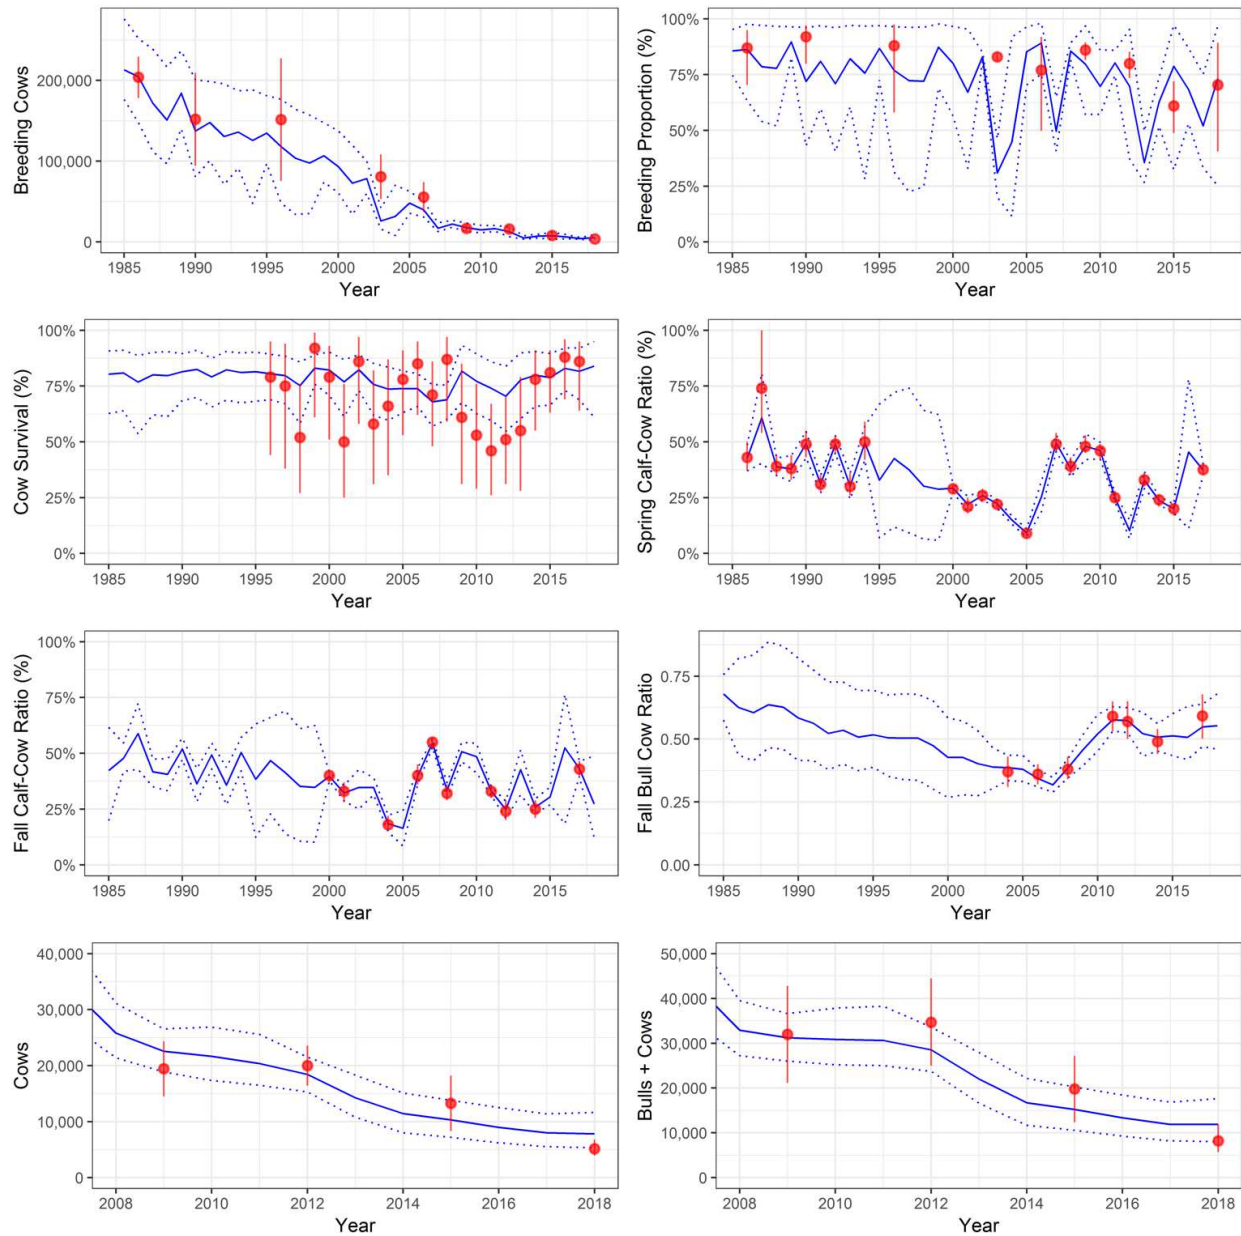 Breeding Cows
200,000
100,000
0
1985 1990 1995 2000 2005 2010 2015
Year
Breeding Proportion (%)
100%
75%
50%
25%
0%
1985 1990 1995 2000 2005 2010 2015
Year
Cow Survival (%)
100%
75%
50%
25%
0%
1985 1990 1995 2000 2005 2010 2015
Year
Spring Calf-Cow Ratio (%)
100%
75%
50%
25%
0%
1985 1990 1995 2000 2005 2010 2015
Year
Fall Calf-Cow Ratio (%)
100%
75%
50%
25%
0%
1985 1990 1995 2000 2005 2010 2015
Year
Fall Bull Cow Ratio
0.75
0.50
0.25
0.00
1985 1990 1995 2000 2005 2010 2015
Year
Cows
40,000
30,000
20,000
10,000
0
2008 2010 2012 2014 2016 2018
Year
Bulls + Cows
50,000
40,000
30,000
20,000
10,000
0
2008 2010 2012 2014 2016 2018
Year